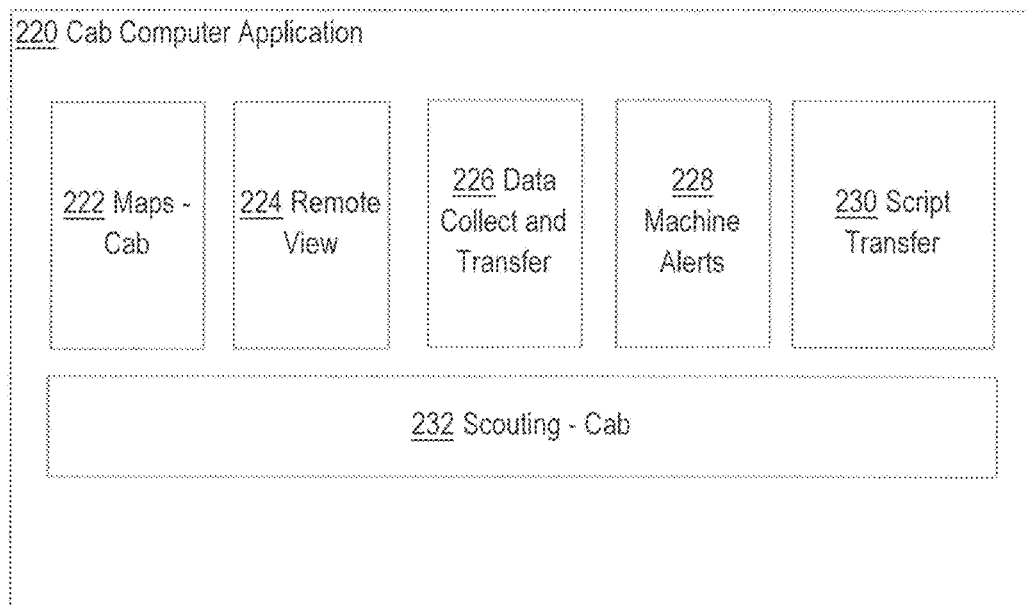 220 Cab Computer Application
222 Maps -
Cab
224 Remote
View
226 Data
Collect and
Transfer
228
Machine
Alerts
230 Script
Transfer
232 Scouting - Cab